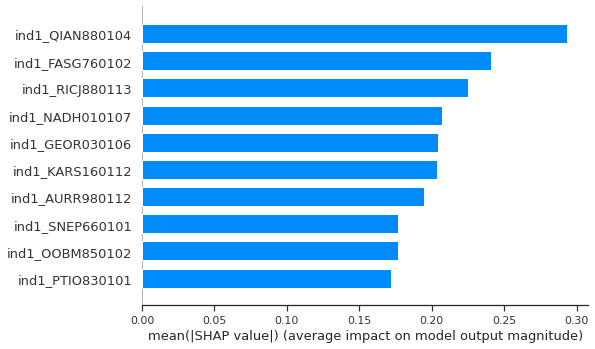 ind1_QIAN880104
ind1_FASG760102
ind1_RICJ880113
ind1_NADH010107
ind1_GEOR030106
ind1_KARS160112
ind1_AURR980112
ind1_SNEP660101
ind1_OOBM850102
ind1_PTIO830101
0.00 0.05 0.10 0.15 0.20 0.25 0.30
mean(|SHAP value|) (average impact on model output magnitude)